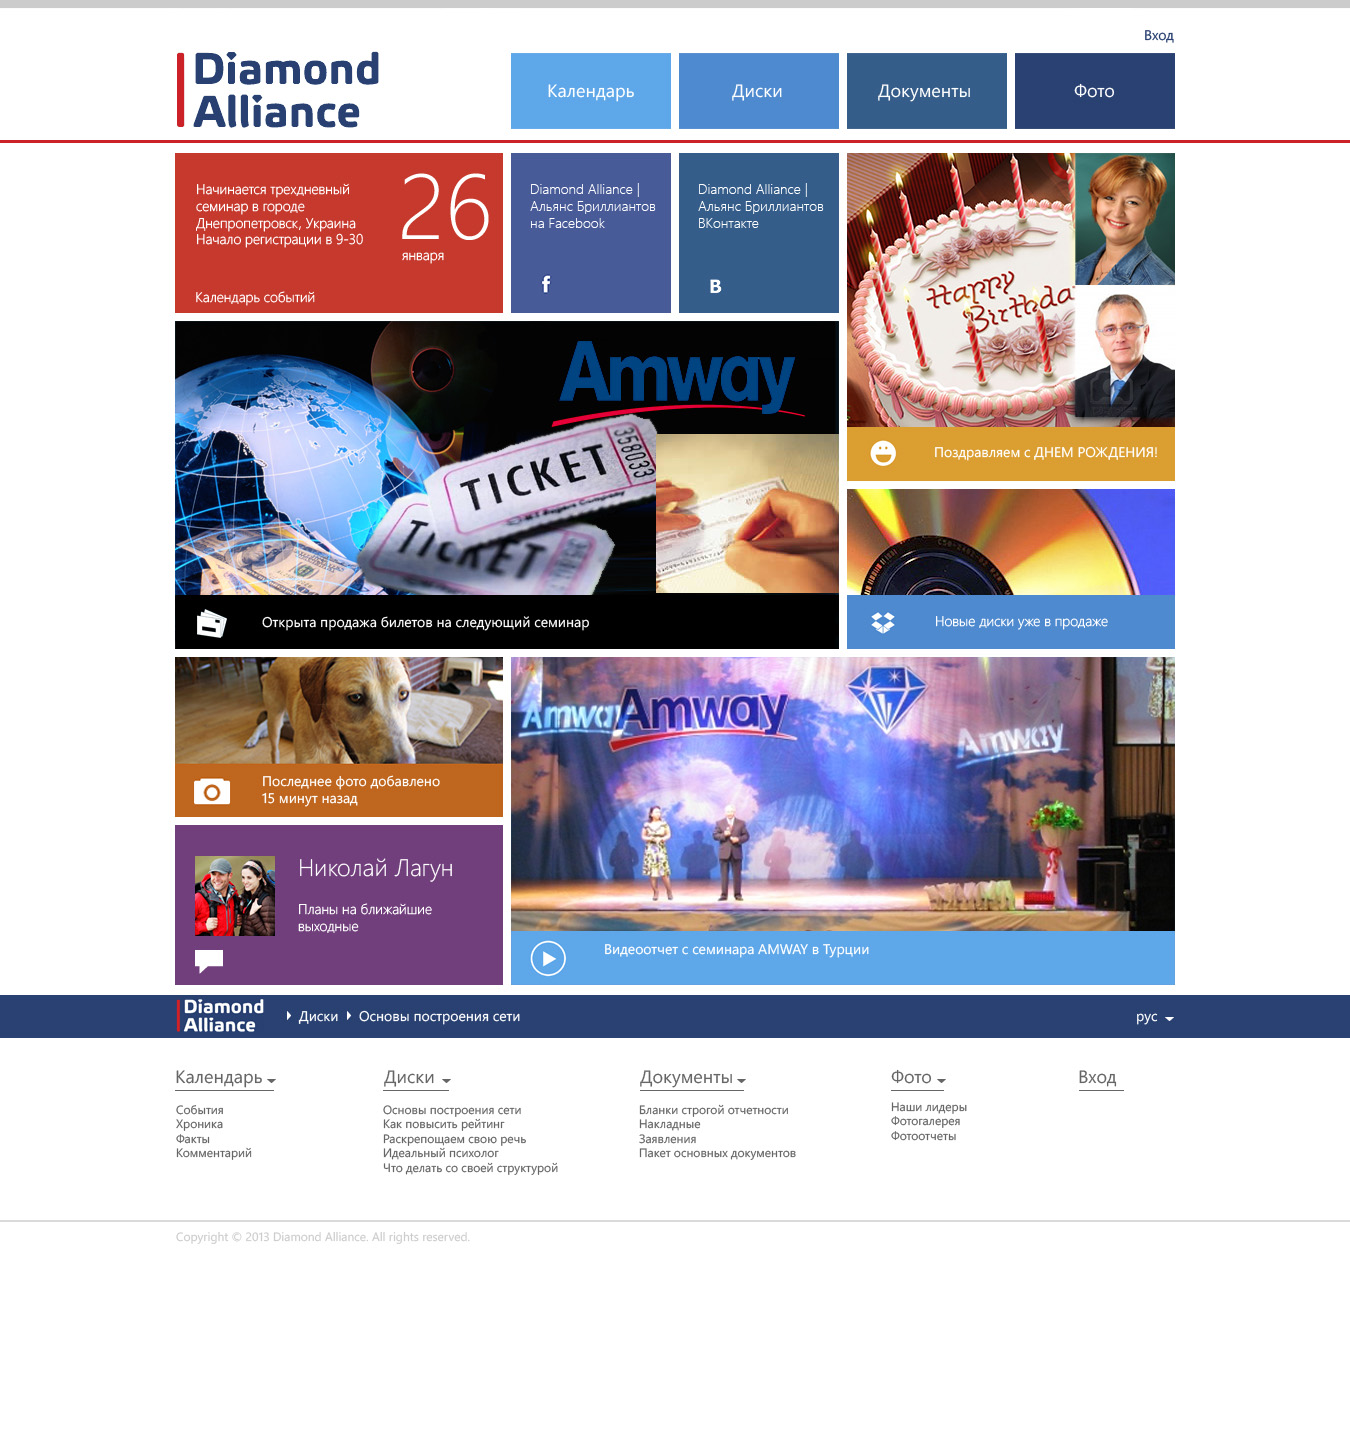 Вход
Diamond
Alliance
Календарь
Диски
Документы
Фото
Начинается трехдневный
семинар в городе
Днепропетровск, Украина
Начало регистрации в 9-30
26
января
Календарь событий
Diamond Alliance |
Альянс Бриллиантов
на Facebook
f
Diamond Alliance |
Альянс Бриллиантов
ВКонтакте
B
Happy
Birthda
Поздравляем с ДНЕМ РОЖДЕНИЯ!
Amway
TICKET
358033
TICKET
Открыта продажа билетов на следующий семинар
Новые диски уже в продаже
Последнее фото добавлено
15 минут назад
Amway
Amway
Amway
Николай Лагун
Планы на ближайшие
выходные
Видеоотчет с семинара AMWAY в Турции
Diamond
Alliance
Диски
Основы построения сети
рус
Календарь
События
Хроника
Факты
Комментарий
Диски
Основы построения сети
Как повысить рейтинг
Раскрепощаем свою речь
Идеальный психолог
Что делать со своей структурой
Документы
Бланки строгой отчетности
Накладные
Заявления
Пакет основных документов
Фото
Наши лидеры
Фотогалерея
Фотоотчеты
Вход
Copyright © 2013 Diamond Alliance. All rights reserved.